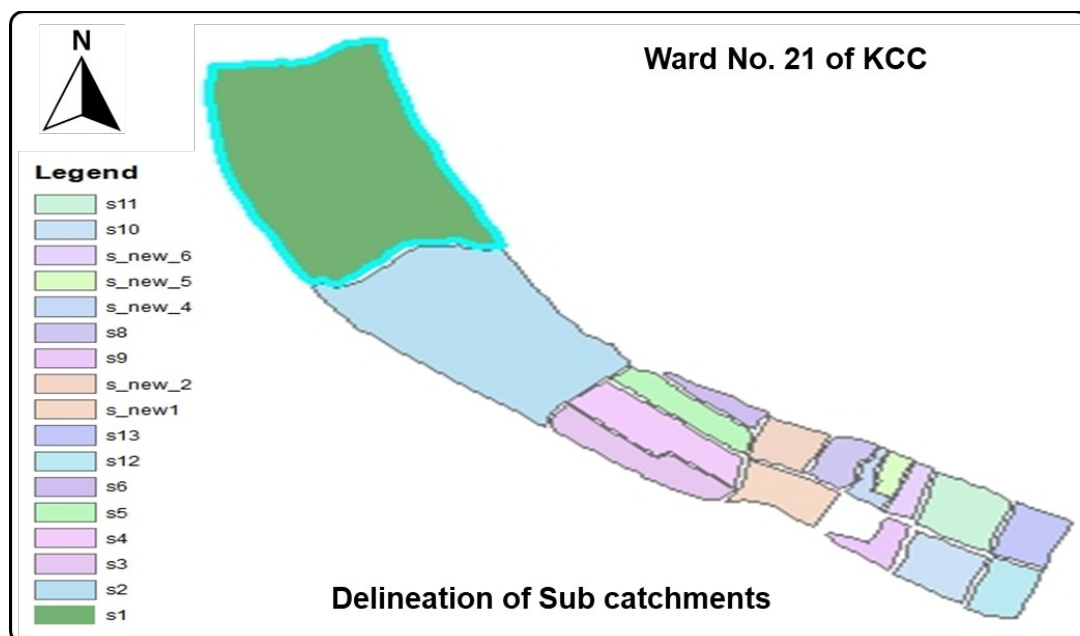 N
Ward No. 21 of KCC
Legend
s11
s10
s_new_6
s_new_5
s_new_4
s8
s9
s_new_2
s_new1
s13
s12
s6
s5
s4
s3
s2
s1
Delineation of Sub catchments